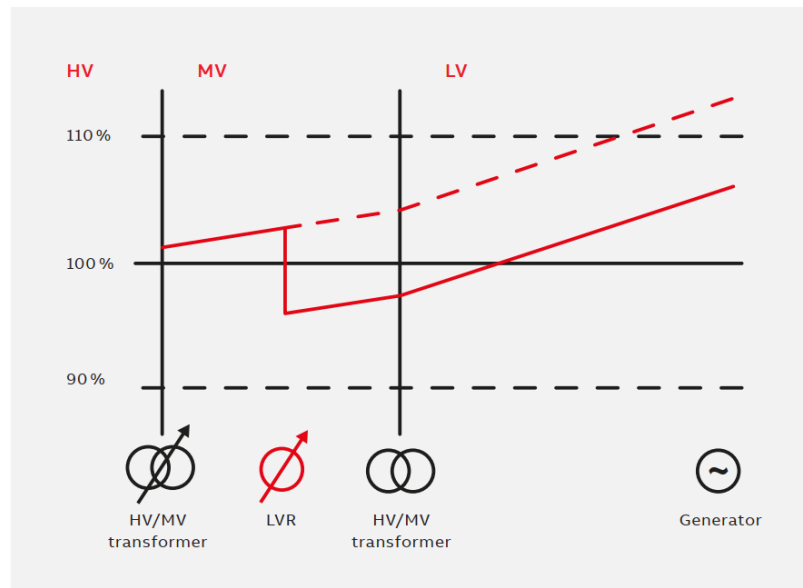 HV MV LV
110 %
100 %
90 %
HV/MV
transformer
LVR
HV/MV
transformer
Generator